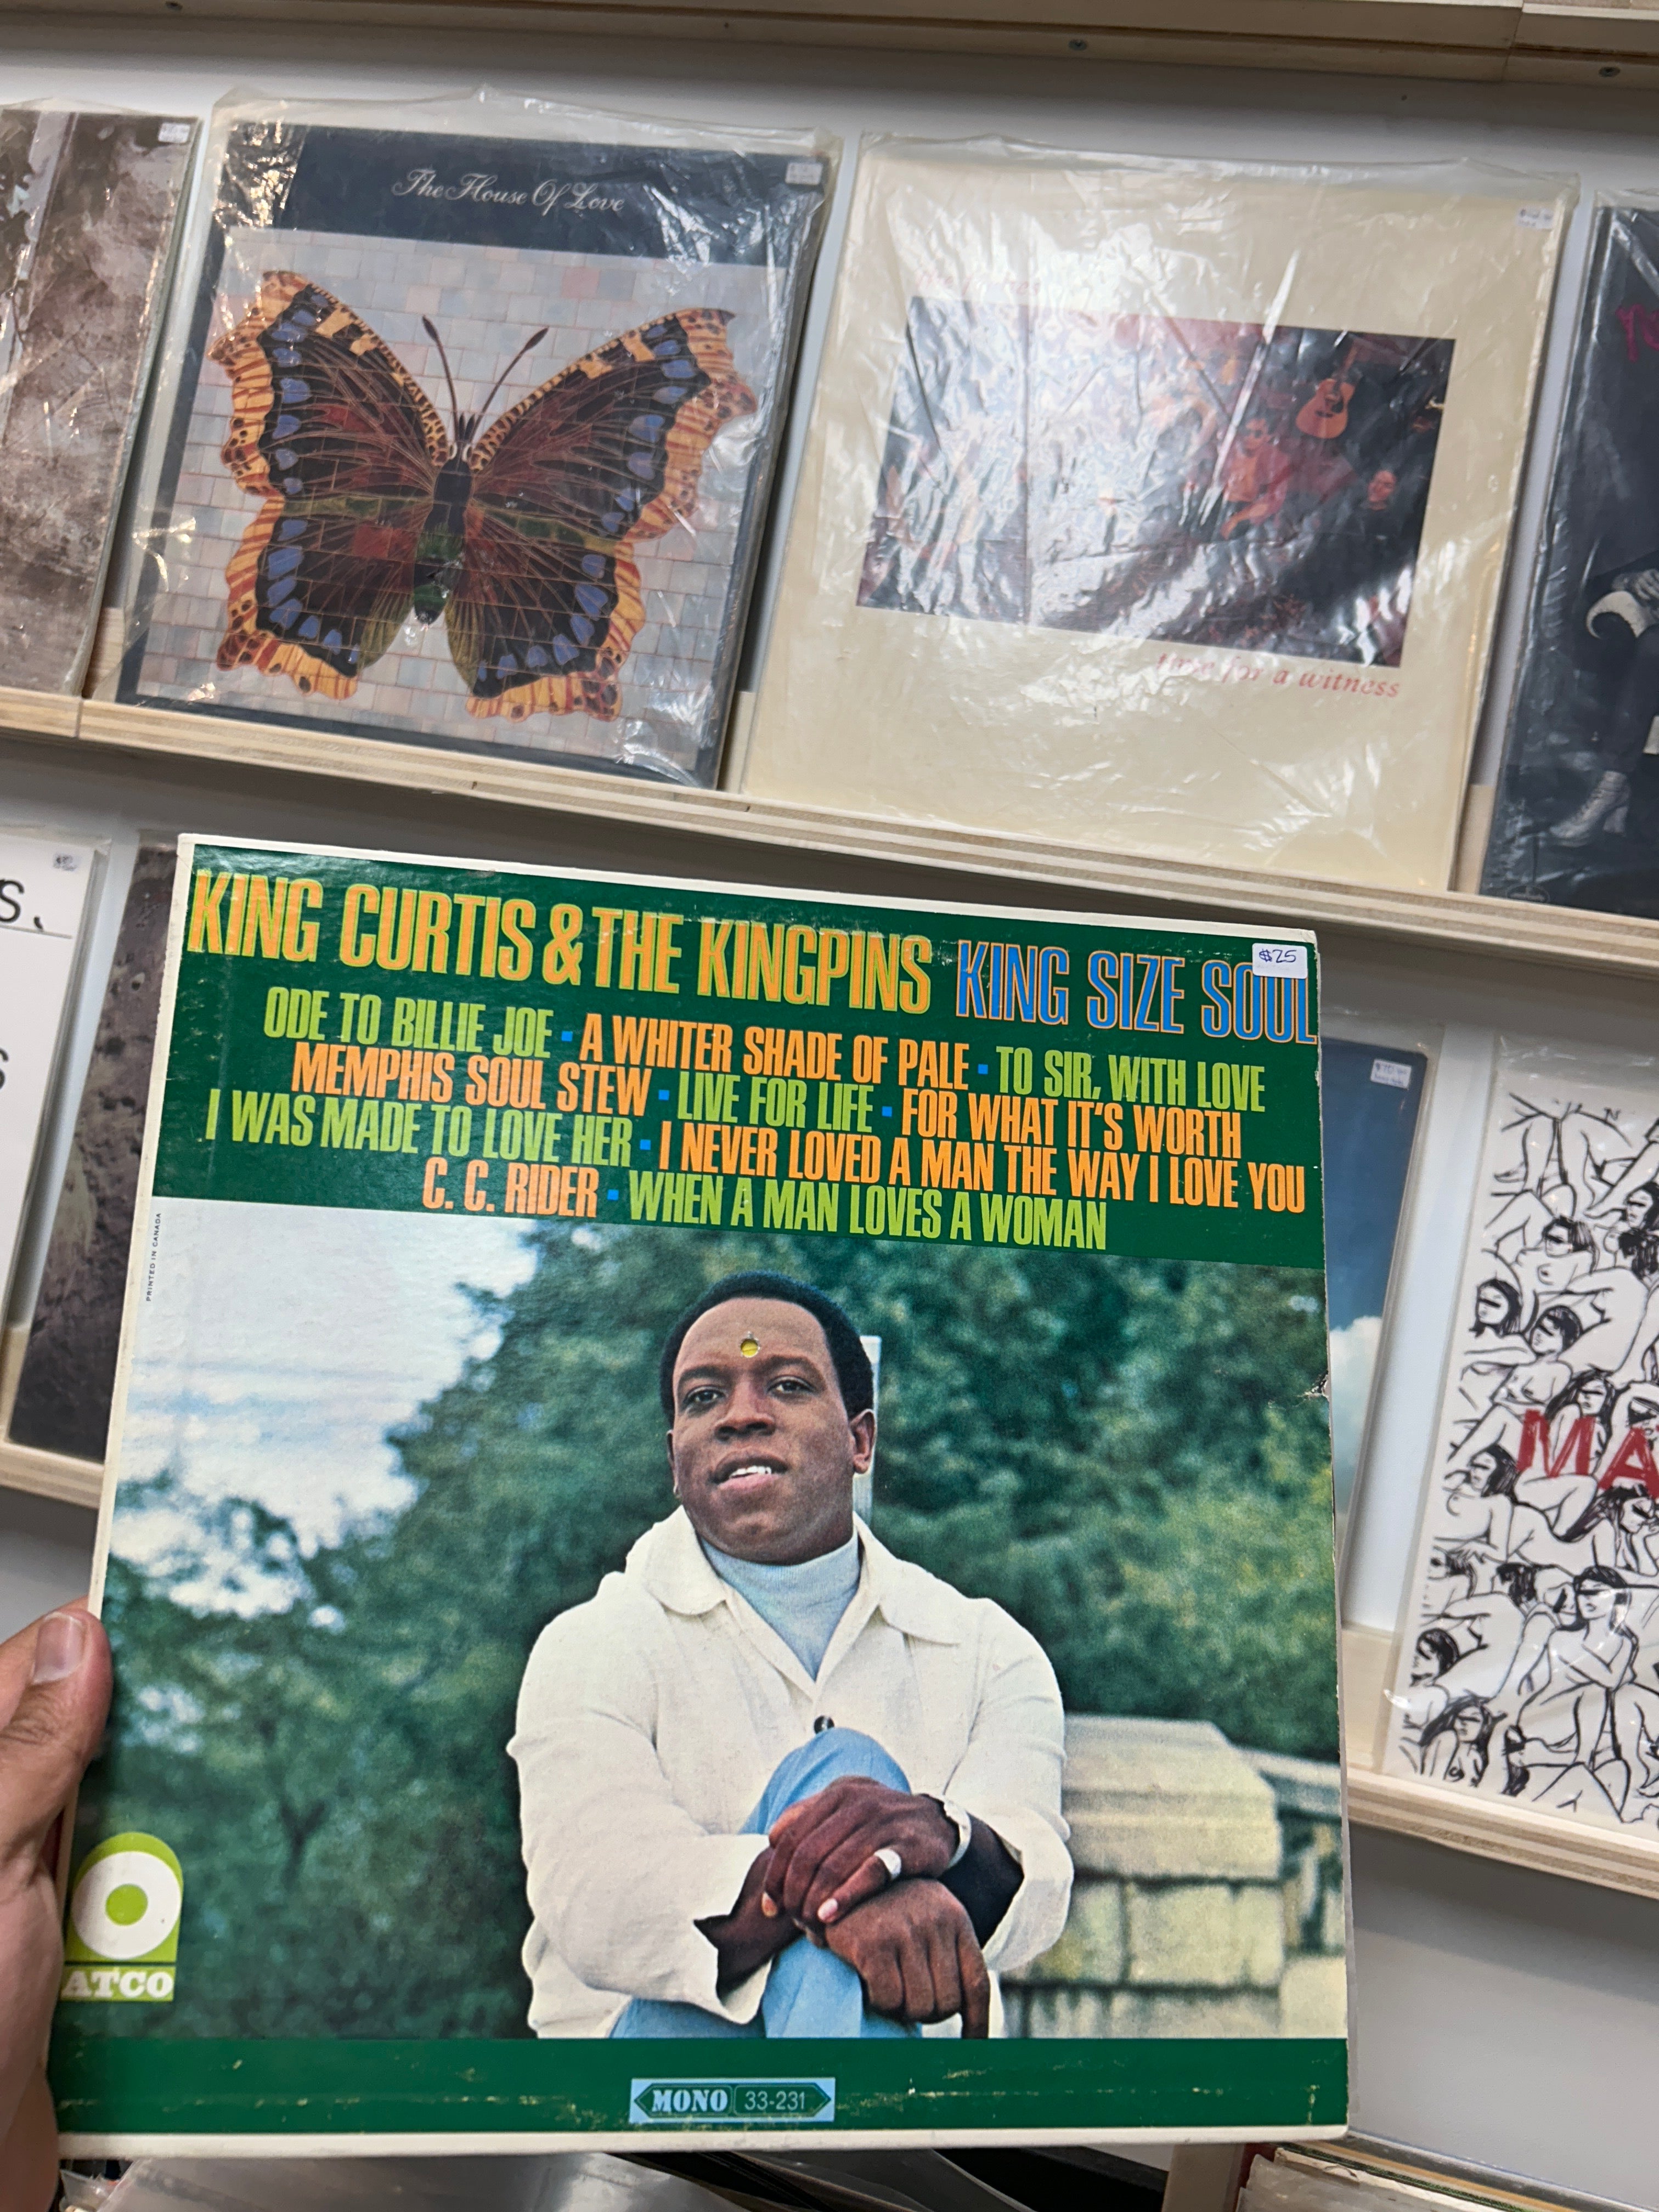 The House Of Love
time for a witness
KING CURTIS & THE KINGPINS KING SIZE SOUL
$25
ODE TO BILLIE JOE · A WHITER SHADE OF PALE · TO SIR, WITH LOVE
MEMPHIS SOUL STEW · LIVE FOR LIFE · FOR WHAT IT'S WORTH
I WAS MADE TO LOVE HER · I NEVER LOVED A MAN THE WAY I LOVE YOU
C. C. RIDER · WHEN A MAN LOVES A WOMAN
PRINTED IN CANADA
MA
ATCO
MONO 33-231